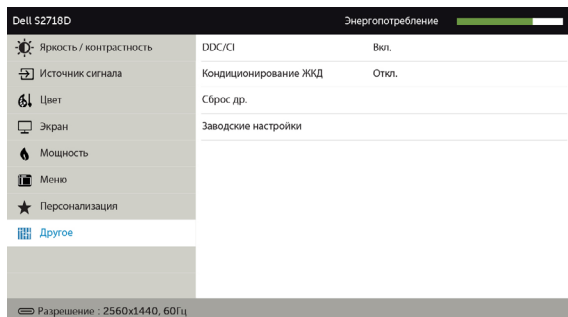 Dell S2718D Энергопотребление
Яркость / контрастность DDC/CI Вкл.
Источник сигнала Кондиционирование ЖКД Откл.
Цвет Сброс др.
Экран Заводские настройки
Мощность
Меню
Персонализация
Другое
Разрешение : 2560x1440, 60Гц